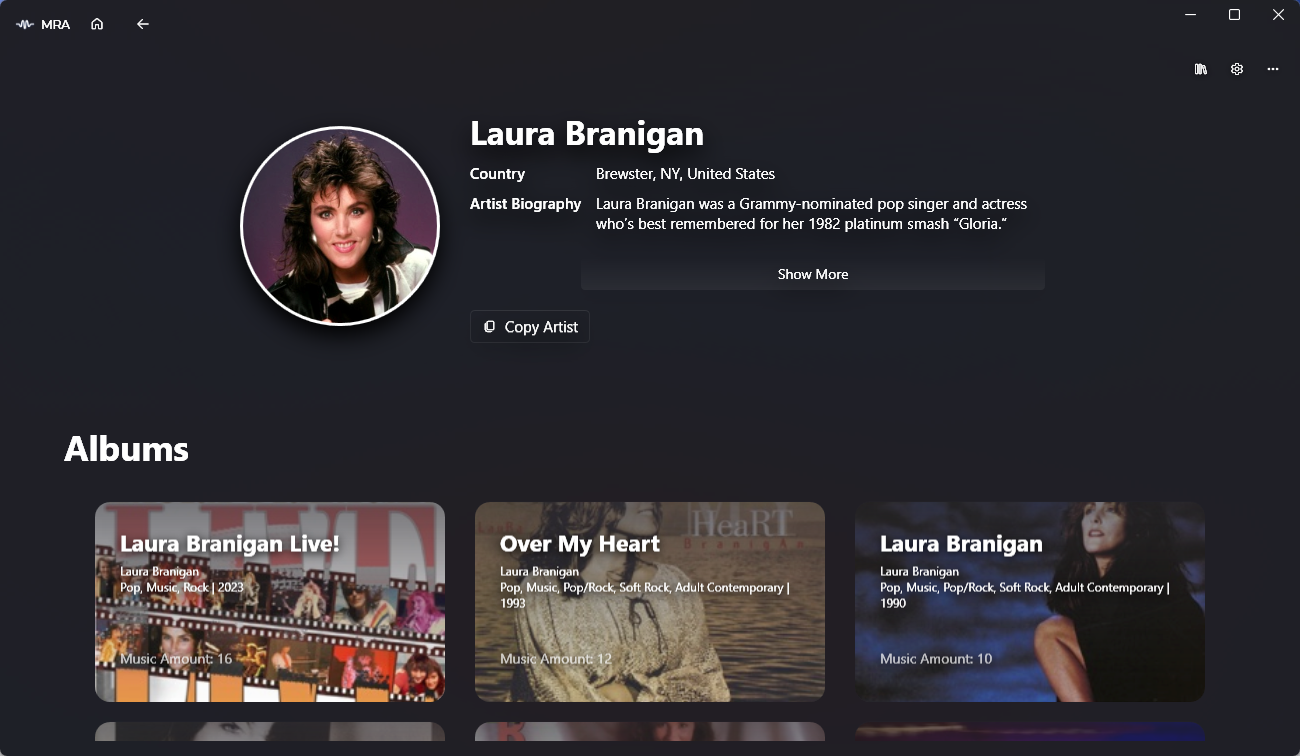 MRA
Laura Branigan
Country
Brewster, NY, United States
Artist Biography
Laura Branigan was a Grammy-nominated pop singer and actress
who’s best remembered for her 1982 platinum smash “Gloria.”
Show More
Copy Artist
Albums
LIVE
Laura Branigan Live!
Laura Branigan
Pop, Music, Rock | 2023
Music Amount: 16
HeaRT
BranigAn
Over My Heart
Laura Branigan
Pop, Music, Pop/Rock, Soft Rock, Adult Contemporary |
1993
Music Amount: 12
Laura Branigan
Laura Branigan
Pop, Music, Pop/Rock, Soft Rock, Adult Contemporary |
1990
Music Amount: 10